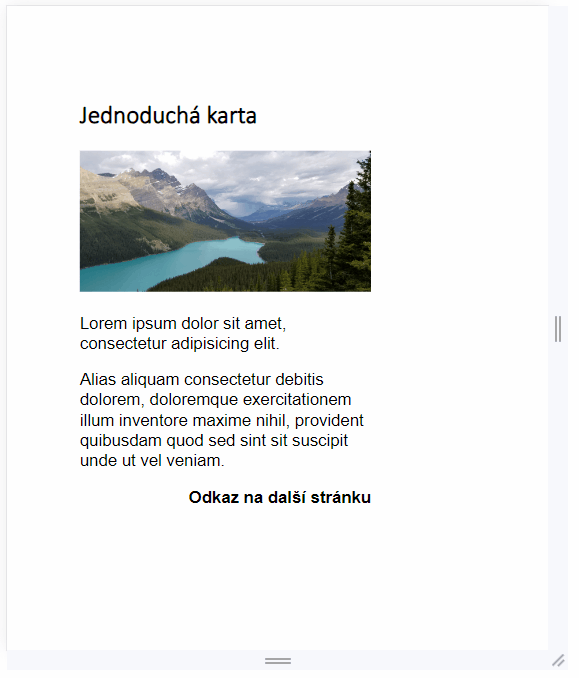 Jednoduchá karta
Lorem ipsum dolor sit amet,
consectetur adipisicing elit.
Alias aliquam consectetur debitis
dolorem, doloremque exercitationem
illum inventore maxime nihil, provident
quibusdam quod sed sint sit suscipit
unde ut vel veniam.
Odkaz na další stránku